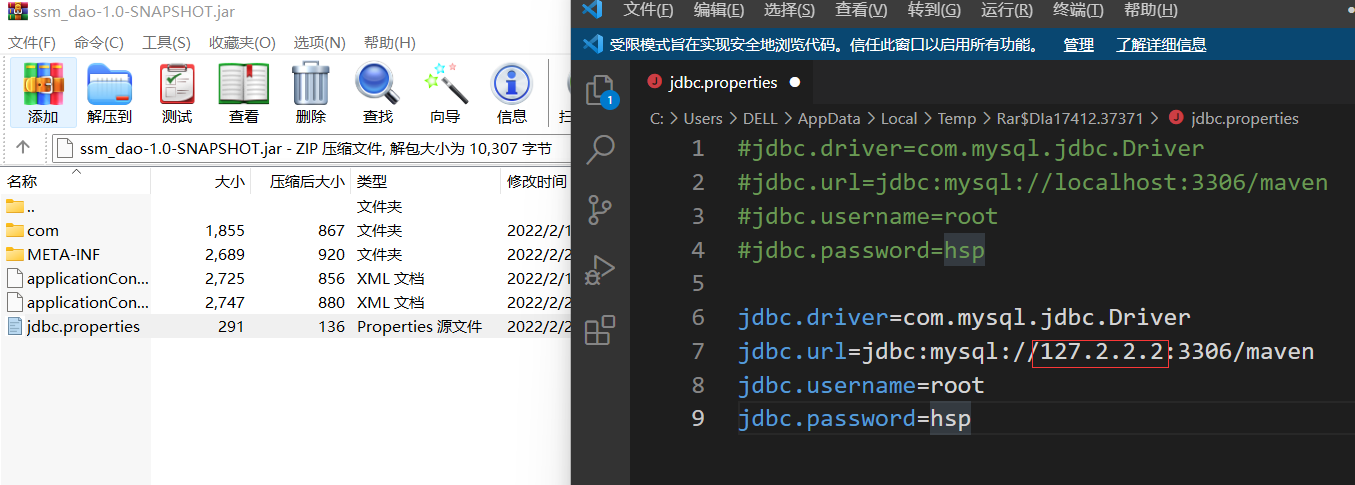 ssm_dao-1.0-SNAPSHOT.jar
文件(F) 命令(C) 工具(S) 收藏夹(O) 选项(N) 帮助(H)
添加 解压到 测试 查看 删除 查找 向导 信息
ssm_dao-1.0-SNAPSHOT.jar - ZIP 压缩文件, 解包大小为 10,307 字节
名称 大小 压缩后大小 类型 修改时间
.. 文件夹
com 1,855 867 文件夹 2022/2/1
META-INF 2,689 920 文件夹 2022/2/2
applicationCon... 2,725 856 XML 文档 2022/2/1
applicationCon... 2,747 880 XML 文档 2022/2/2
jdbc.properties 291 136 Properties 源文件 2022/2/2
文件(F) 编辑(E) 选择(S) 查看(V) 转到(G) 运行(R) 终端(T) 帮助(H)
受限模式旨在实现安全地浏览代码。信任此窗口以启用所有功能。 管理 了解详细信息
1
J jdbc.properties
C: > Users > DELL > AppData > Local > Temp > Rar$DIa17412.37371 > J jdbc.properties
1 #jdbc.driver=com.mysql.jdbc.Driver
2 #jdbc.url=jdbc:mysql://localhost:3306/maven
3 #jdbc.username=root
4 #jdbc.password=hsp
5
6 jdbc.driver=com.mysql.jdbc.Driver
7 jdbc.url=jdbc:mysql://127.2.2.2:3306/maven
8 jdbc.username=root
9 jdbc.password=hsp